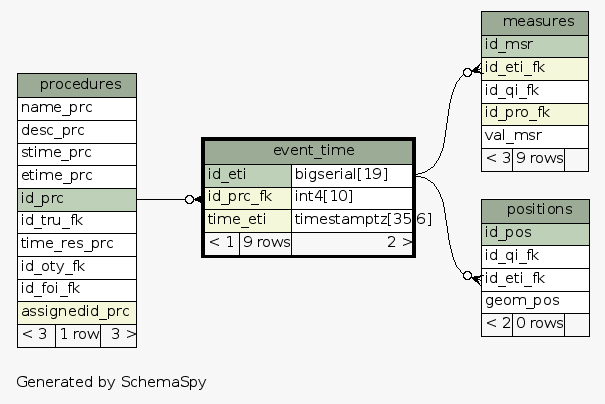 procedures
name_prc
desc_prc
stime_prc
etime_prc
id_prc
id_tru_fk
time_res_prc
id_oty_fk
id_foi_fk
assignedid_prc
< 3 1 row 3 >
event_time
id_eti bigserial[19]
id_prc_fk int4[10]
time_eti timestamptz[35,6]
< 1 9 rows 2 >
measures
id_msr
id_eti_fk
id_qi_fk
id_pro_fk
val_msr
< 3 9 rows
positions
id_pos
id_qi_fk
id_eti_fk
geom_pos
< 2 0 rows
Generated by SchemaSpy